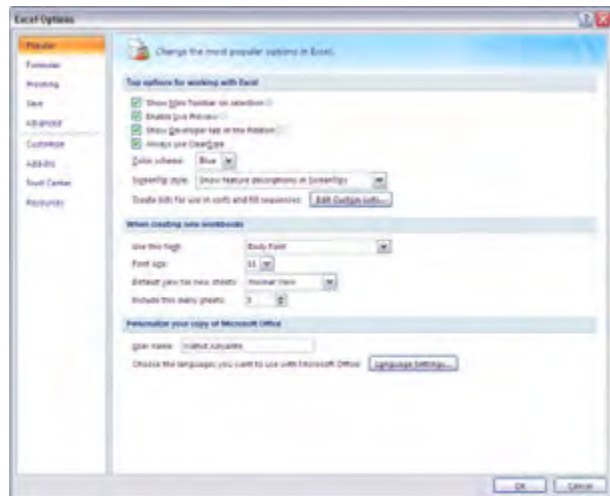 Excel Options
Popular
Formulas
Proofing
Save
Advanced
Customize
Add-Ins
Trust Center
Resources
Change the most popular options in Excel.
Top options for working with Excel
Show Mini Toolbar on selection
Enable Live Preview
Show Developer tab in the Ribbon
Always use ClearType
Color scheme: Blue
ScreenTip style: Show feature descriptions in ScreenTips
Create lists for use in sorts and fill sequences: Edit Custom Lists...
When creating new workbooks
Use this font: Body Font
Font size: 11
Default view for new sheets: Normal View
Include this many sheets: 3
Personalize your copy of Microsoft Office
User name:
Choose the languages you want to use with Microsoft Office: Language Settings...
OK Cancel